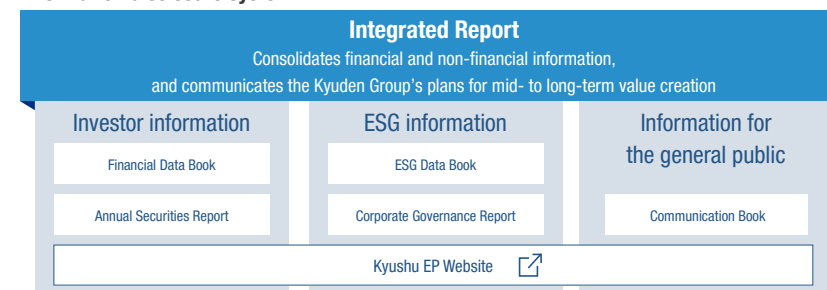 Integrated Report
Consolidates financial and non-financial information,
and communicates the Kyuden Group's plans for mid- to long-term value creation
Investor information
Financial Data Book
Annual Securities Report
ESG information
ESG Data Book
Corporate Governance Report
Information for
the general public
Communication Book
Kyushu EP Website